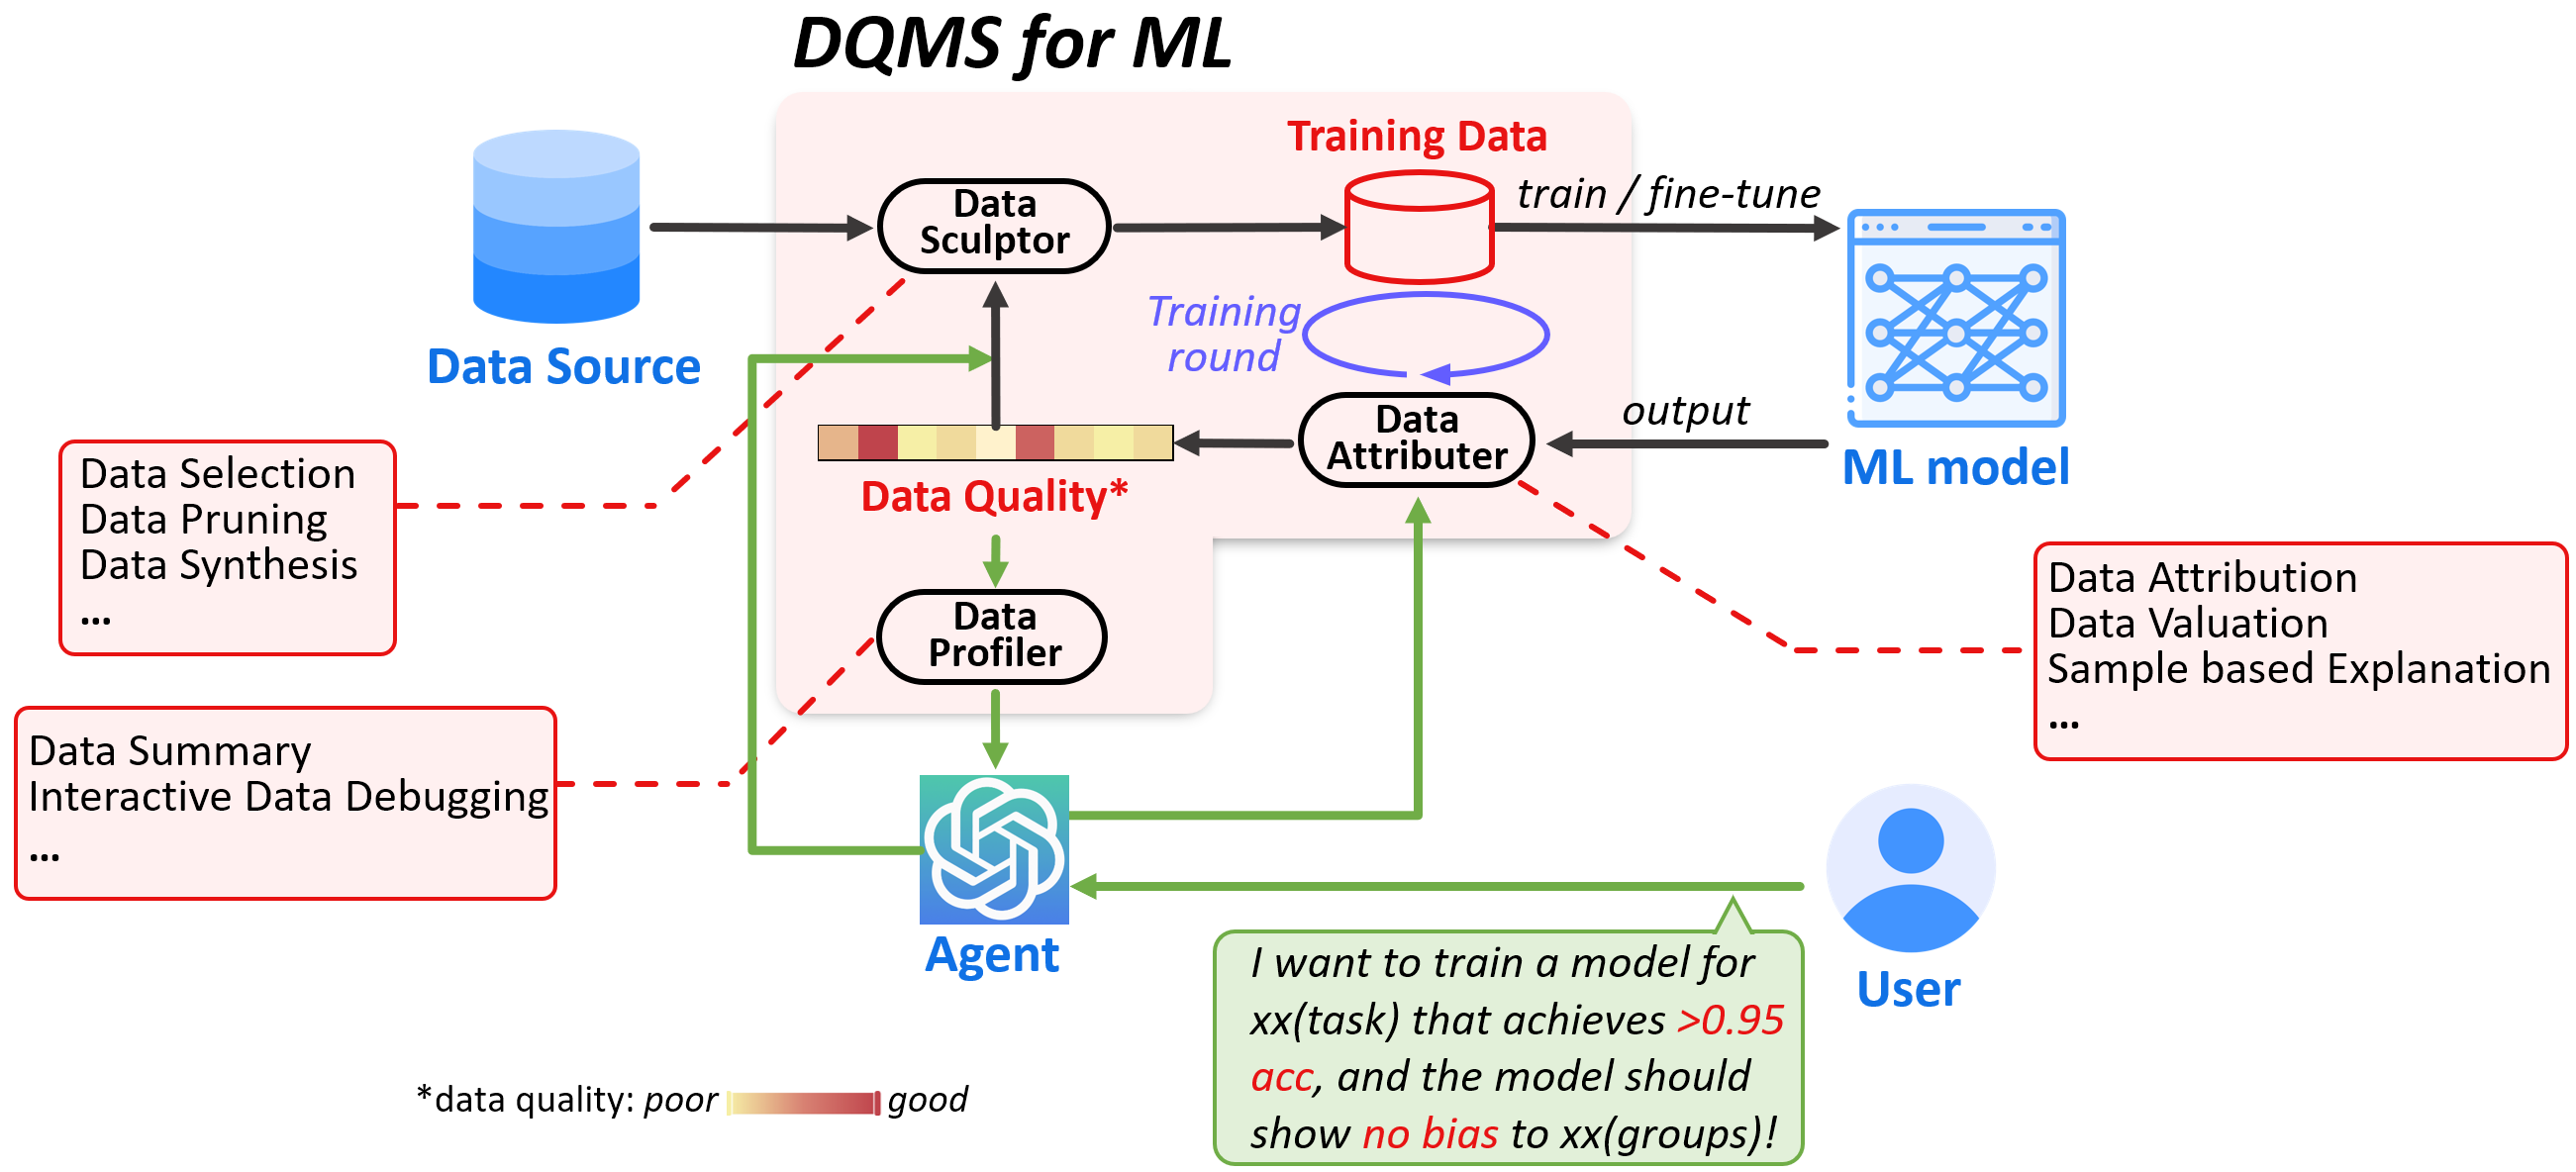 DQMS for ML
Training Data
Data
Sculptor
train / fine-tune
Data Source
Training
round
Data
Attributer
output
ML model
Data Quality*
Data Selection
Data Pruning
Data Synthesis
...
Data
Profiler
Data Attribution
Data Valuation
Sample based Explanation
...
Data Summary
Interactive Data Debugging
...
Agent
User
I want to train a model for
xx(task) that achieves >0.95
acc, and the model should
show no bias to xx(groups)!
*data quality: poor good